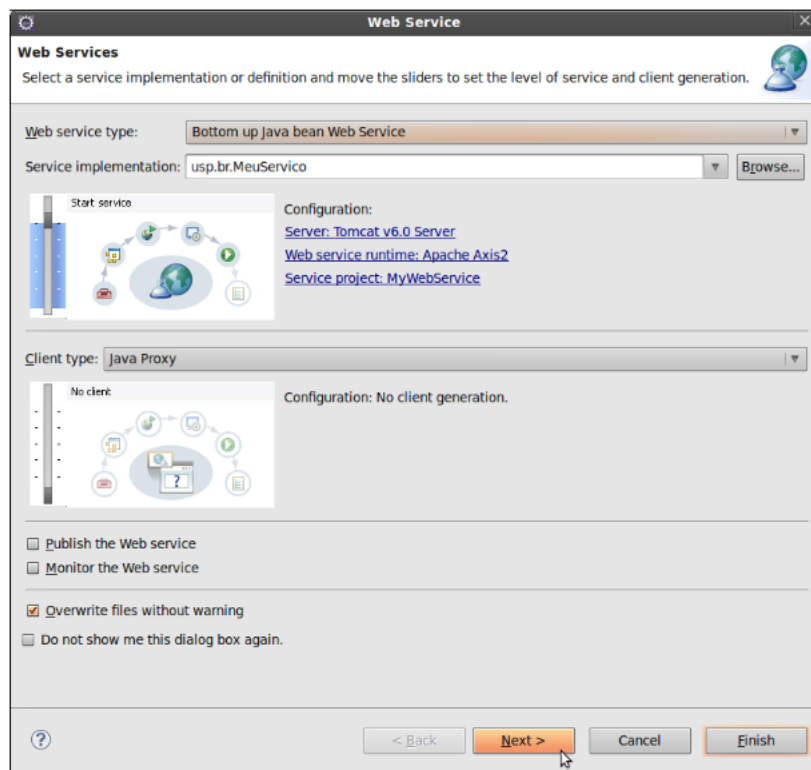 Web Service
Web Services
Select a service implementation or definition and move the sliders to set the level of service and client generation.
Web service type: Bottom up Java bean Web Service
Service implementation: usp.br.MeuServico Browse...
Start service
Configuration:
Server: Tomcat v6.0 Server
Web service runtime: Apache Axis2
Service project: MyWebService
Client type: Java Proxy
No client
Configuration: No client generation.
?
Publish the Web service
Monitor the Web service
Overwrite files without warning
Do not show me this dialog box again.
? < Back Next > Cancel Finish